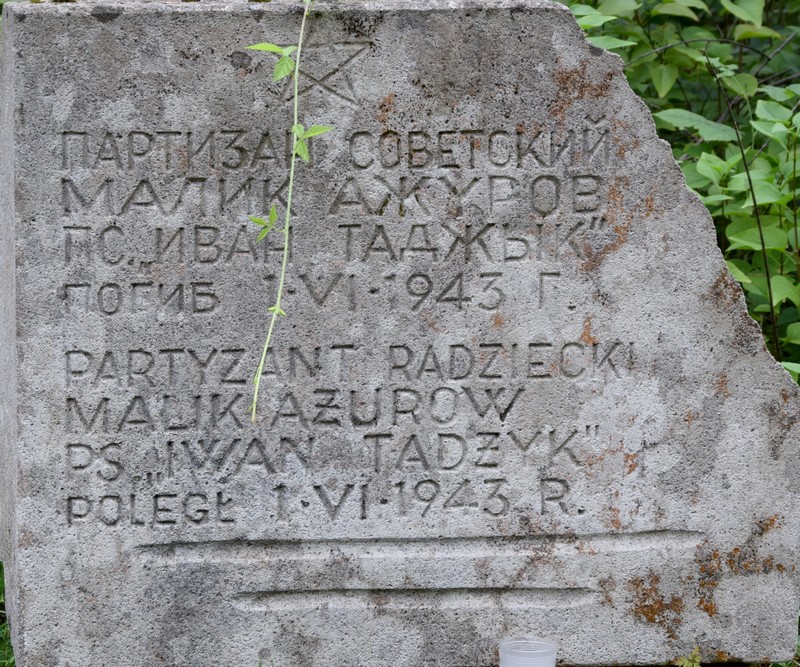 ПАРТИЗАН СОВЕТСКИЙ
МАЛИК АЖУРОВ
ПС. „ИВАН ТАДЖЫК”
ПОГИБ 1·VI·1943 Г.
PARTYZANT RADZIECKI
MALIK AŻUROW
PS „IWAN TADŻYK”
POLEGŁ 1·VI·1943 R.